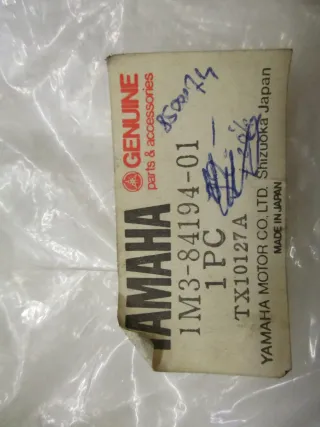 GENUINE
parts & accessories
YAMAHA
1M3-84194-01
1 PC
TX10127A
YAMAHA MOTOR CO., LTD. Shizuoka Japan
MADE IN JAPAN